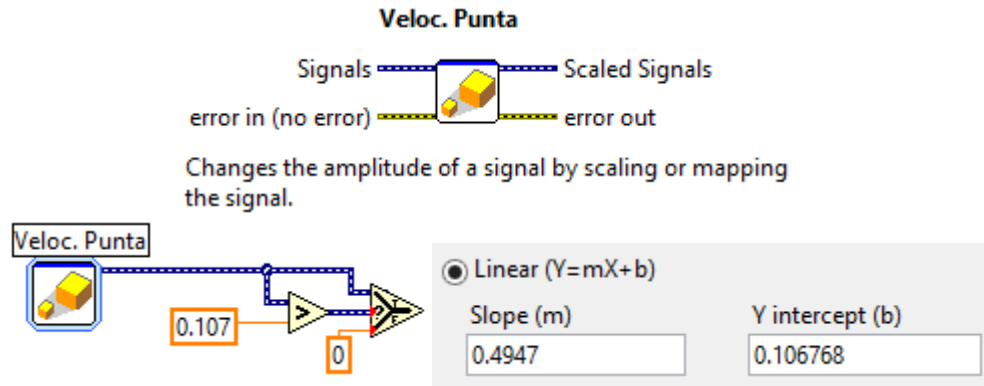 Veloc. Punta
Signals
Scaled Signals
error in (no error)
error out
Changes the amplitude of a signal by scaling or mapping
the signal.
Veloc. Punta
0.107
>
?
T
F
0
Linear (Y=mX+b)
Slope (m)
Y intercept (b)
0.4947
0.106768